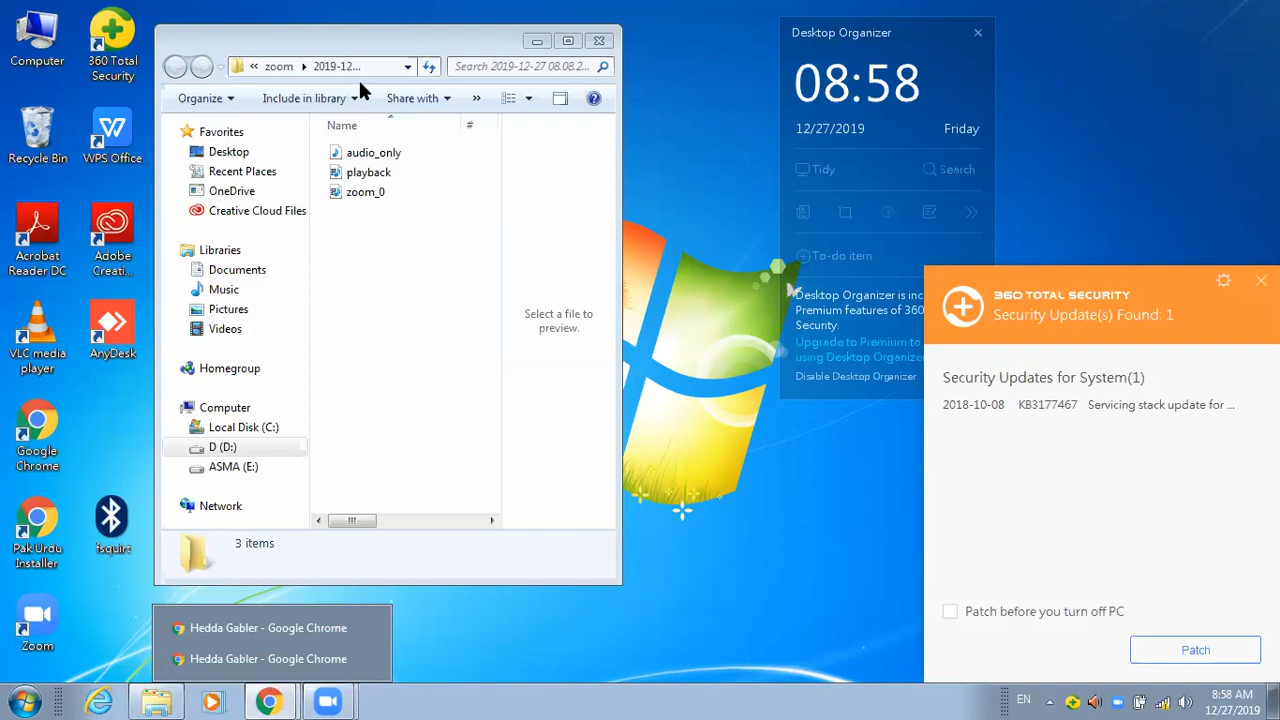 Computer
360 Total
Security
Recycle Bin
WPS Office
Acrobat
Reader DC
Adobe
Creati...
VLC media
player
AnyDesk
Google
Chrome
Pak Urdu
Installer
fsquirt
Zoom
«
zoom
2019-12...
Search 2019-12-27 08.08.2...
Organize
Include in library
Share with
»
Name
#
Favorites
Desktop
Recent Places
OneDrive
Creative Cloud Files
Libraries
Documents
Music
Pictures
Videos
Homegroup
Computer
Local Disk (C:)
D (D:)
ASMA (E:)
Network
audio_only
playback
zoom_0
Select a file to
preview.
3 items
Hedda Gabler - Google Chrome
Hedda Gabler - Google Chrome
Desktop Organizer
08:58
12/27/2019
Friday
Tidy
Search
To-do item
Desktop Organizer is inc
Premium features of 360
Security.
Upgrade to Premium to
using Desktop Organize
Disable Desktop Organizer
360 TOTAL SECURITY
Security Update(s) Found: 1
Security Updates for System(1)
2018-10-08 KB3177467 Servicing stack update for ...
Patch before you turn off PC
Patch
EN
8:58 AM
12/27/2019